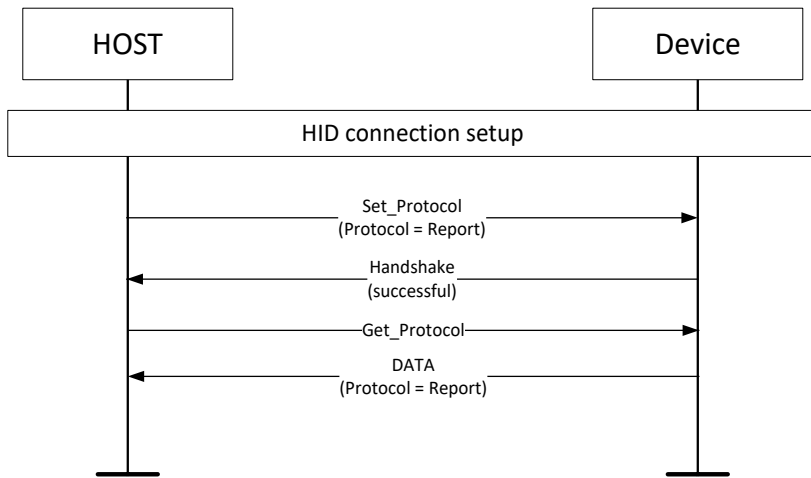 HOST
Device
HID connection setup
Set_Protocol
(Protocol = Report)
Handshake
(successful)
Get_Protocol
DATA
(Protocol = Report)